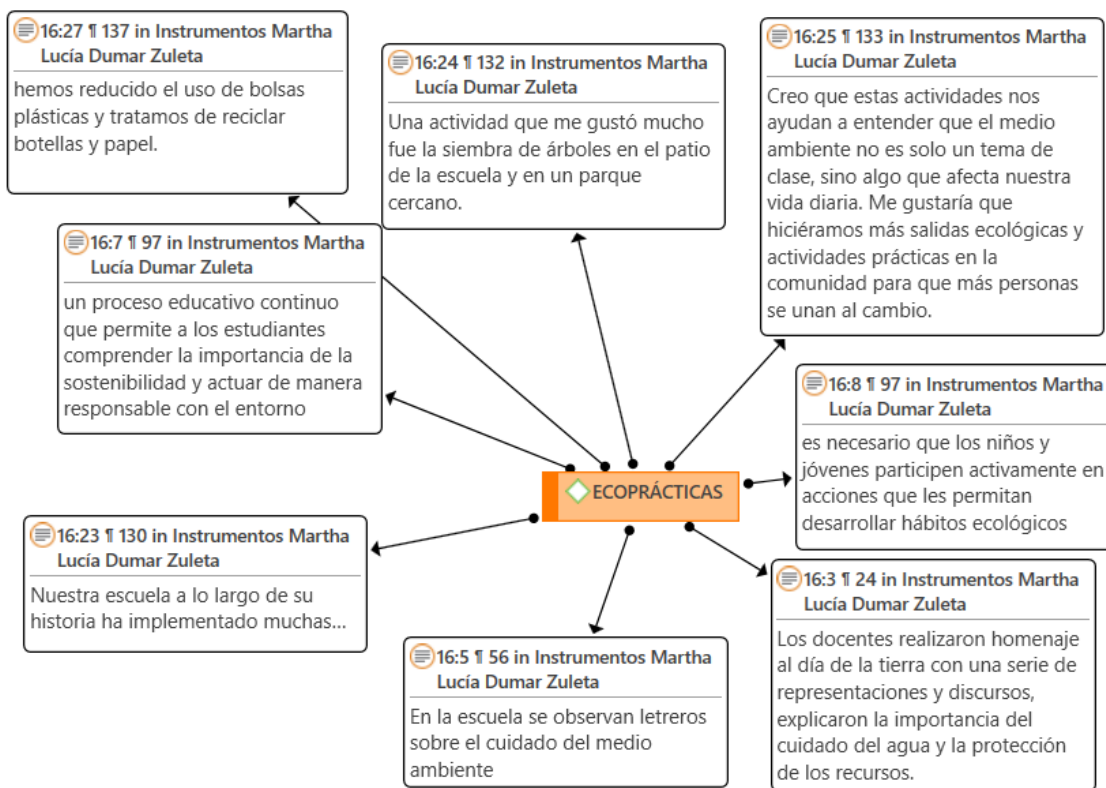 16:27 ¶ 137 in Instrumentos Martha
Lucía Dumar Zuleta
hemos reducido el uso de bolsas
plásticas y tratamos de reciclar
botellas y papel.
16:24 ¶ 132 in Instrumentos Martha
Lucía Dumar Zuleta
Una actividad que me gustó mucho
fue la siembra de árboles en el patio
de la escuela y en un parque
cercano.
16:25 ¶ 133 in Instrumentos Martha
Lucía Dumar Zuleta
Creo que estas actividades nos
ayudan a entender que el medio
ambiente no es solo un tema de
clase, sino algo que afecta nuestra
vida diaria. Me gustaría que
hiciéramos más salidas ecológicas y
actividades prácticas en la
comunidad para que más personas
se unan al cambio.
16:7 ¶ 97 in Instrumentos Martha
Lucía Dumar Zuleta
un proceso educativo continuo
que permite a los estudiantes
comprender la importancia de la
sostenibilidad y actuar de manera
responsable con el entorno
16:8 ¶ 97 in Instrumentos Martha
Lucía Dumar Zuleta
es necesario que los niños y
jóvenes participen activamente en
acciones que les permitan
desarrollar hábitos ecológicos
ECOPRÁCTICAS
16:23 ¶ 130 in Instrumentos Martha
Lucía Dumar Zuleta
Nuestra escuela a lo largo de su
historia ha implementado muchas...
16:5 ¶ 56 in Instrumentos Martha
Lucía Dumar Zuleta
En la escuela se observan letreros
sobre el cuidado del medio
ambiente
16:3 ¶ 24 in Instrumentos Martha
Lucía Dumar Zuleta
Los docentes realizaron homenaje
al día de la tierra con una serie de
representaciones y discursos,
explicaron la importancia del
cuidado del agua y la protección
de los recursos.